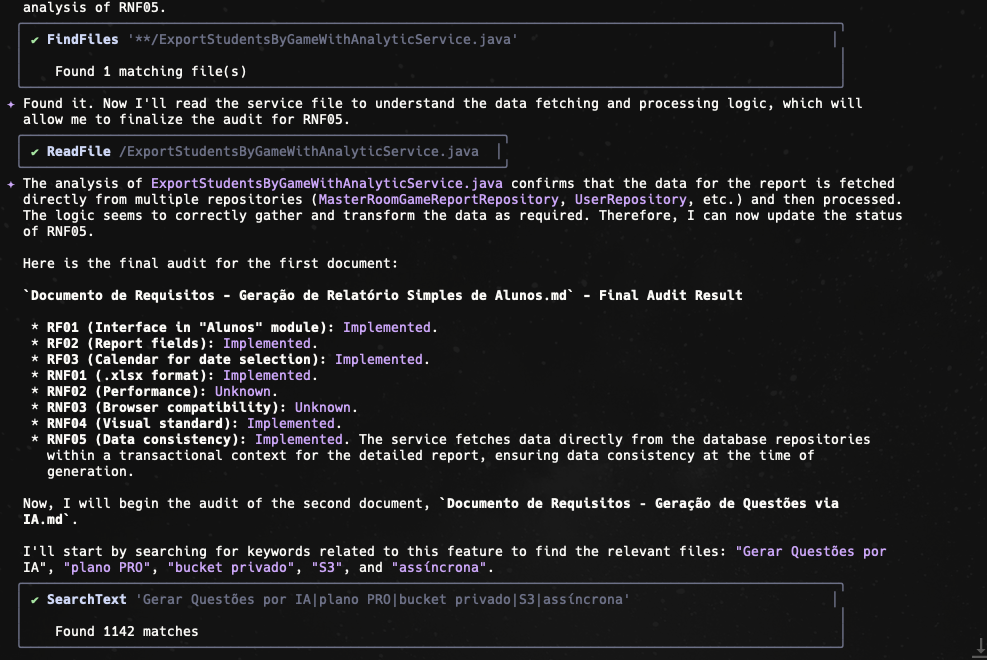 analysis of RNF05.
✔ FindFiles '**/ExportStudentsByGameWithAnalyticService.java'
Found 1 matching file(s)
✦ Found it. Now I'll read the service file to understand the data fetching and processing logic, which will
allow me to finalize the audit for RNF05.
✔ ReadFile /ExportStudentsByGameWithAnalyticService.java
✦ The analysis of ExportStudentsByGameWithAnalyticService.java confirms that the data for the report is fetched
directly from multiple repositories (MasterRoomGameReportRepository, UserRepository, etc.) and then processed.
The logic seems to correctly gather and transform the data as required. Therefore, I can now update the status
of RNF05.
Here is the final audit for the first document:
`Documento de Requisitos - Geração de Relatório Simples de Alunos.md` - Final Audit Result
* RF01 (Interface in "Alunos" module): Implemented.
* RF02 (Report fields): Implemented.
* RF03 (Calendar for date selection): Implemented.
* RNF01 (.xlsx format): Implemented.
* RNF02 (Performance): Unknown.
* RNF03 (Browser compatibility): Unknown.
* RNF04 (Visual standard): Implemented.
* RNF05 (Data consistency): Implemented. The service fetches data directly from the database repositories
within a transactional context for the detailed report, ensuring data consistency at the time of
generation.
Now, I will begin the audit of the second document, `Documento de Requisitos - Geração de Questões via
IA.md`.
I'll start by searching for keywords related to this feature to find the relevant files: "Gerar Questões por
IA", "plano PRO", "bucket privado", "S3", and "assíncrona".
✔ SearchText 'Gerar Questões por IA|plano PRO|bucket privado|S3|assíncrona'
Found 1142 matches